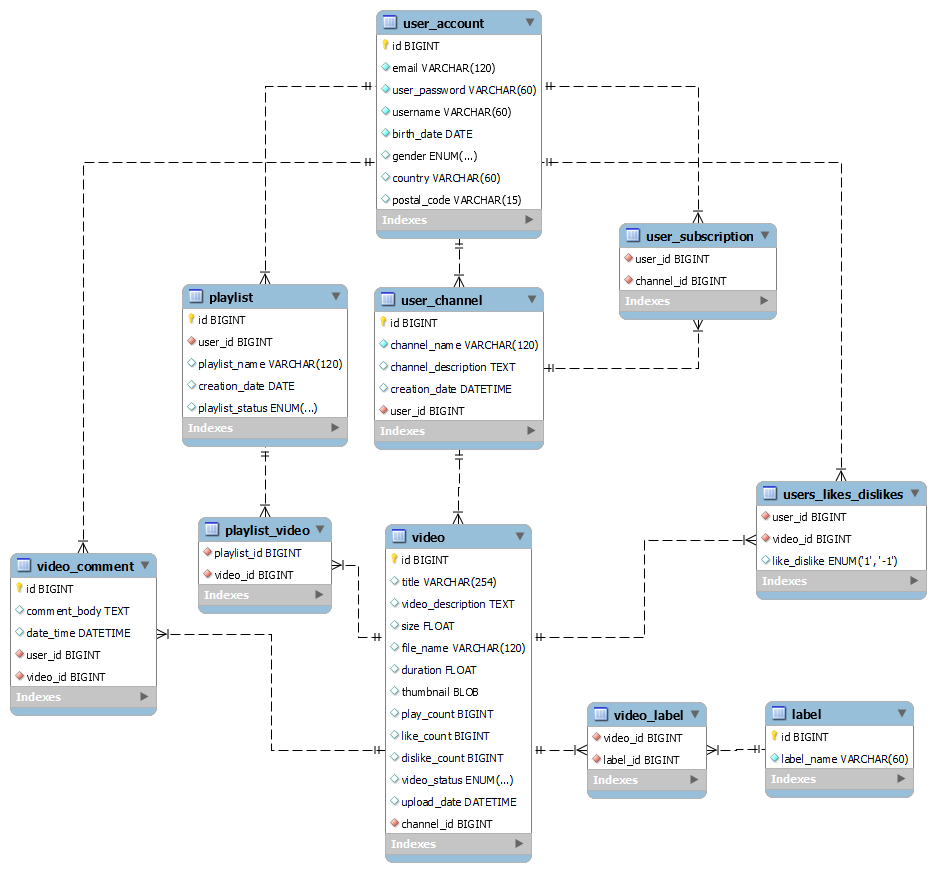 user_account
id BIGINT
email VARCHAR(120)
user_password VARCHAR(60)
username VARCHAR(60)
birth_date DATE
gender ENUM(...)
country VARCHAR(60)
postal_code VARCHAR(15)
Indexes
user_subscription
user_id BIGINT
channel_id BIGINT
Indexes
playlist
id BIGINT
user_id BIGINT
playlist_name VARCHAR(120)
creation_date DATE
playlist_status ENUM(...)
Indexes
user_channel
id BIGINT
channel_name VARCHAR(120)
channel_description TEXT
creation_date DATETIME
user_id BIGINT
Indexes
users_likes_dislikes
user_id BIGINT
video_id BIGINT
like_dislike ENUM('1','-1')
Indexes
playlist_video
playlist_id BIGINT
video_id BIGINT
Indexes
video_comment
id BIGINT
comment_body TEXT
date_time DATETIME
user_id BIGINT
video_id BIGINT
Indexes
video
id BIGINT
title VARCHAR(254)
video_description TEXT
size FLOAT
file_name VARCHAR(120)
duration FLOAT
thumbnail BLOB
play_count BIGINT
like_count BIGINT
dislike_count BIGINT
video_status ENUM(...)
upload_date DATETIME
channel_id BIGINT
Indexes
video_label
video_id BIGINT
label_id BIGINT
Indexes
label
id BIGINT
label_name VARCHAR(60)
Indexes